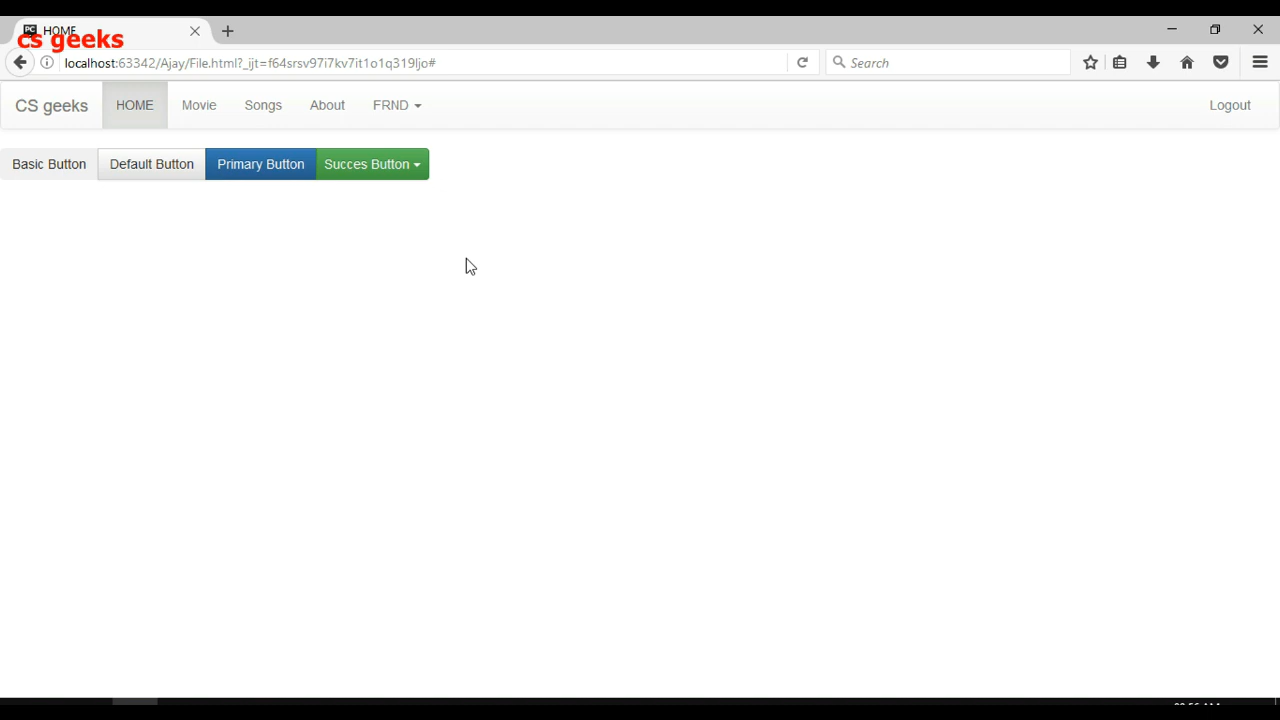 HOME
cs geeks
localhost:63342/Ajay/File.html?_ijt=f64srsv97i7kv7it1o1q319ljo#
Search
CS geeks HOME Movie Songs About FRND Logout
Basic Button Default Button Primary Button Succes Button